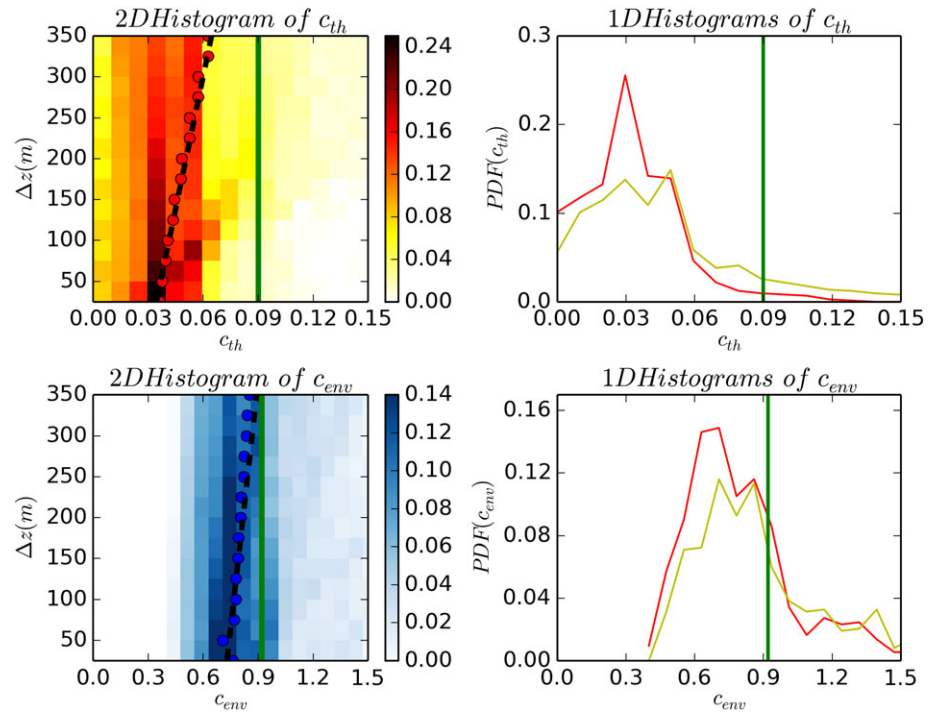 2DHistogram of c_th
1DHistograms of c_th
350
300
250
200
150
100
50
Δz(m)
0.00 0.03 0.06 0.09 0.12 0.15
c_th
0.24
0.20
0.16
0.12
0.08
0.04
0.00
0.3
0.2
0.1
0.0
PDF(c_th)
0.00 0.03 0.06 0.09 0.12 0.15
c_th
2DHistogram of c_env
1DHistograms of c_env
350
300
250
200
150
100
50
Δz(m)
0.0 0.3 0.6 0.9 1.2 1.5
c_env
0.14
0.12
0.10
0.08
0.06
0.04
0.02
0.00
0.16
0.12
0.08
0.04
0.00
PDF(c_env)
0.0 0.3 0.6 0.9 1.2 1.5
c_env